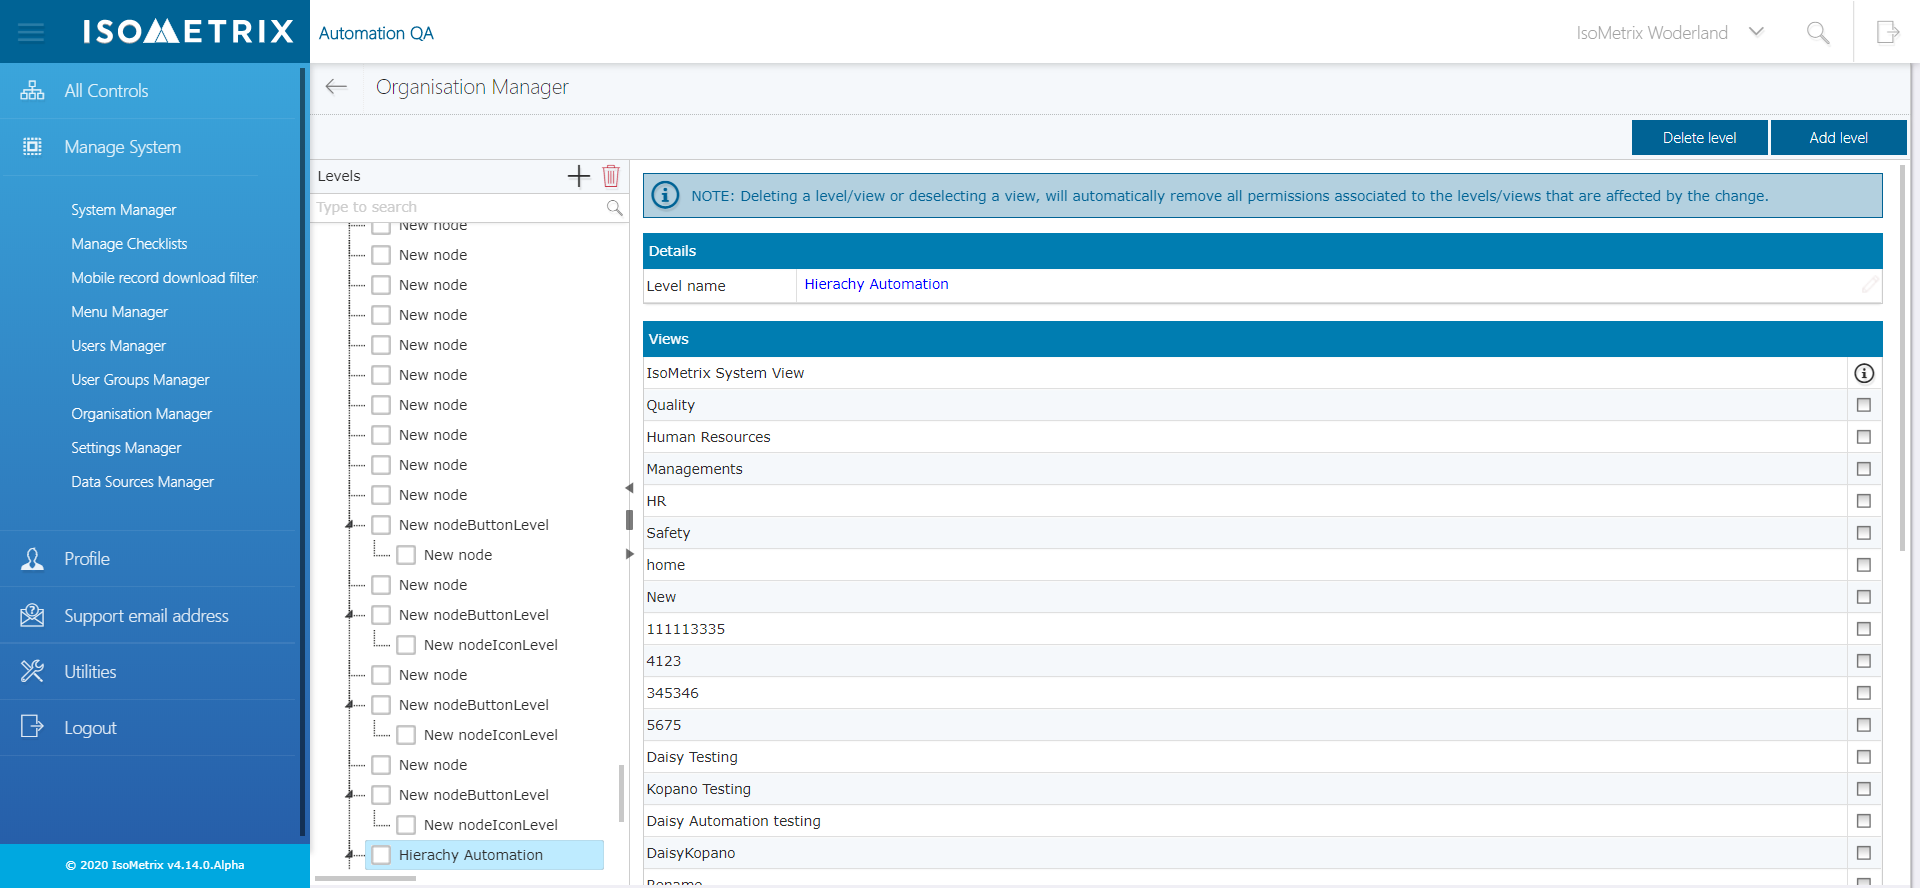 ISOMETRIX
Automation QA
IsoMetrix Woderland
All Controls
Manage System
System Manager
Manage Checklists
Mobile record download filter
Menu Manager
Users Manager
User Groups Manager
Organisation Manager
Settings Manager
Data Sources Manager
Profile
Support email address
Utilities
Logout
© 2020 IsoMetrix v4.14.0.Alpha
Organisation Manager
Delete level
Add level
Levels
Type to search
New node
New node
New node
New node
New node
New node
New node
New node
New node
New node
New nodeButtonLevel
New node
New node
New nodeButtonLevel
New nodeIconLevel
New node
New nodeButtonLevel
New nodeIconLevel
New node
New nodeButtonLevel
New nodeIconLevel
Hierachy Automation
NOTE: Deleting a level/view or deselecting a view, will automatically remove all permissions associated to the levels/views that are affected by the change.
Details
Level name
Hierachy Automation
Views
IsoMetrix System View
Quality
Human Resources
Managements
HR
Safety
home
New
111113335
4123
345346
5675
Daisy Testing
Kopano Testing
Daisy Automation testing
DaisyKopano
Rename